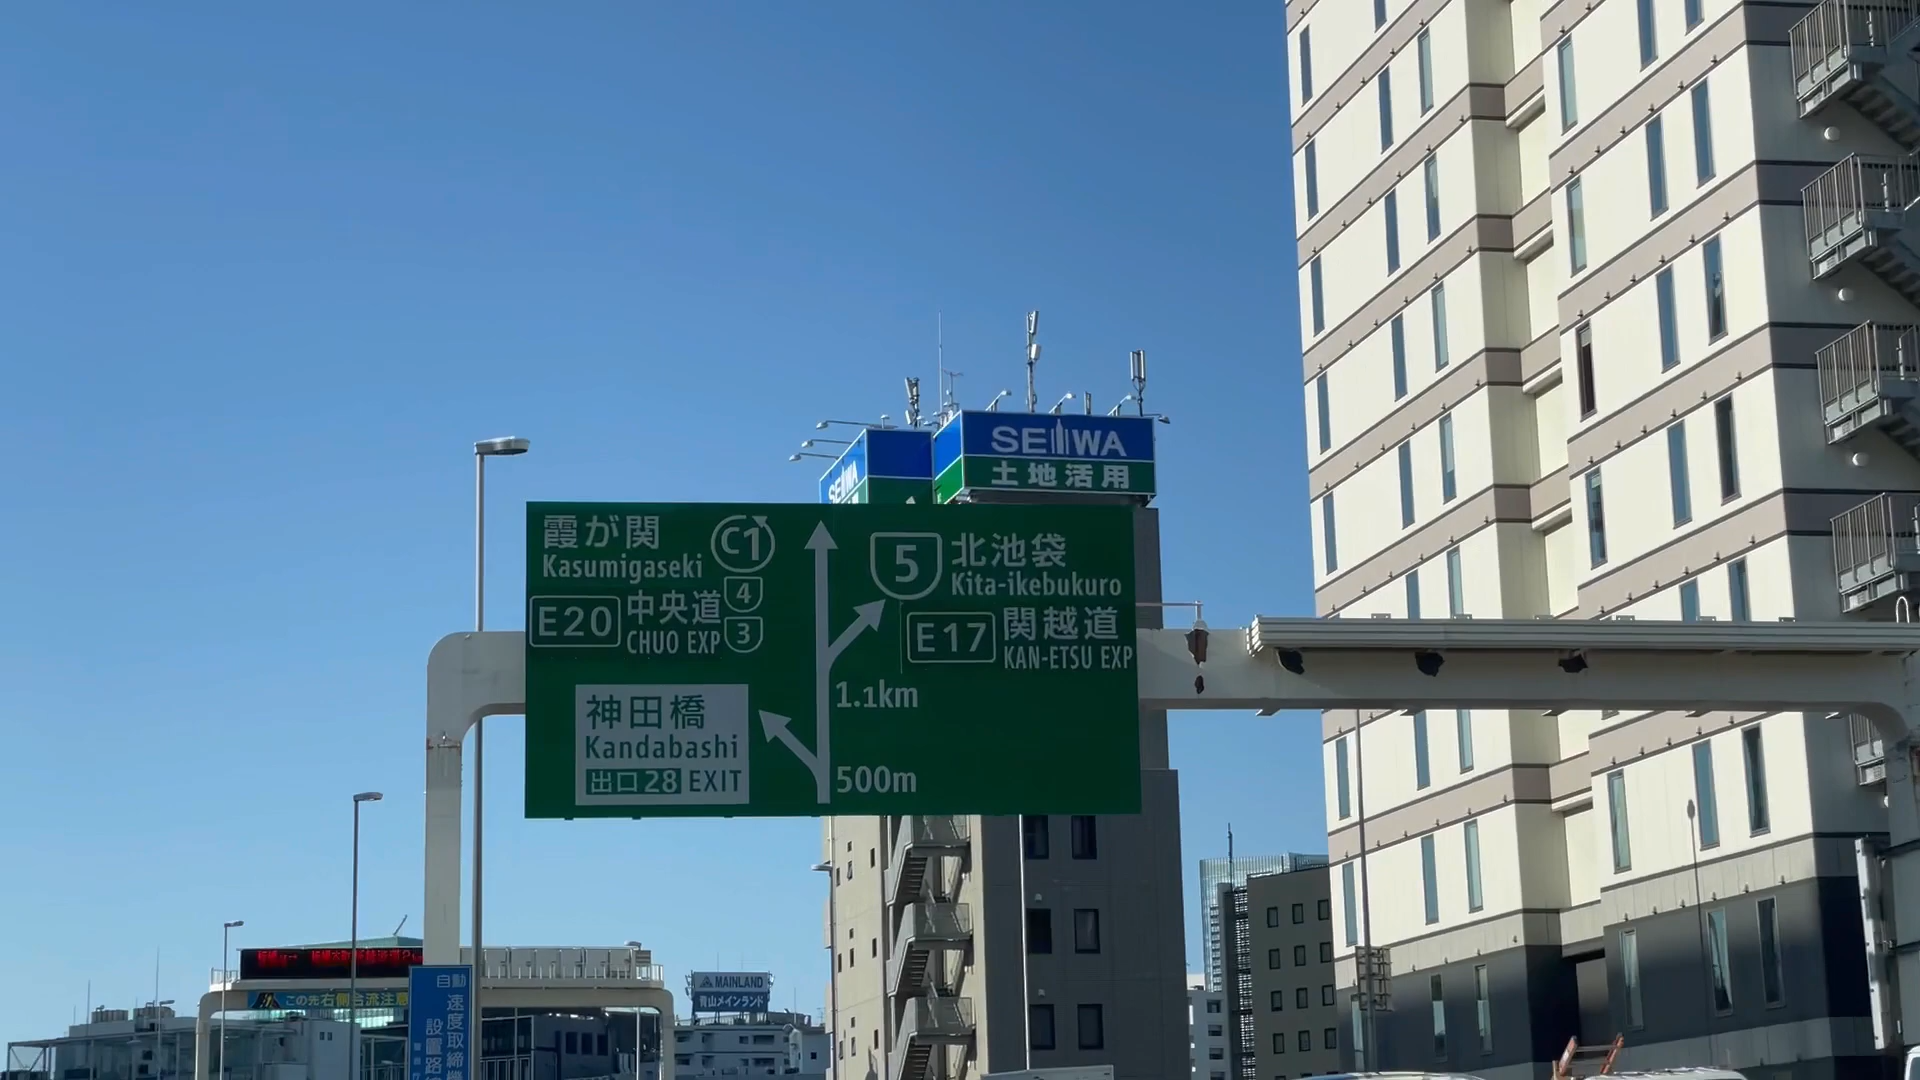 SEIWA
土地活用
SEIWA
霞が関
Kasumigaseki
C1
E20
中央道
CHUO EXP
4
3
5
北池袋
Kita-ikebukuro
E17
関越道
KAN-ETSU EXP
1.1km
神田橋
Kandabashi
出口28 EXIT
500m
この先右側合流注意
自動
速度取締機
設置路線
MAINLAND
青山メインランド